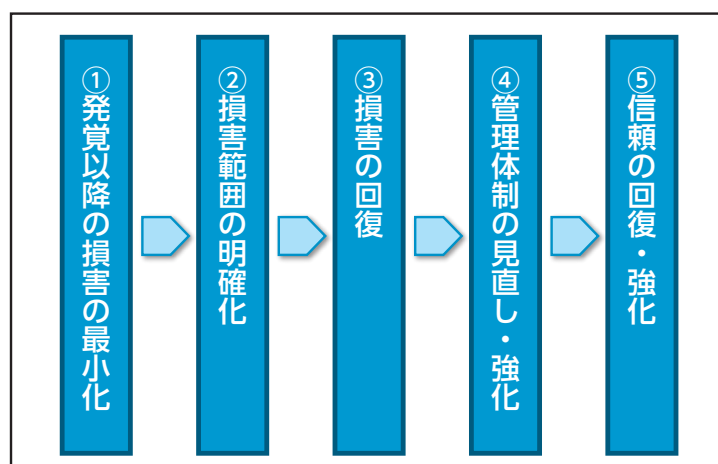 ①発覚以降の損害の最小化
②損害範囲の明確化
③損害の回復
④管理体制の見直し・強化
⑤信頼の回復・強化